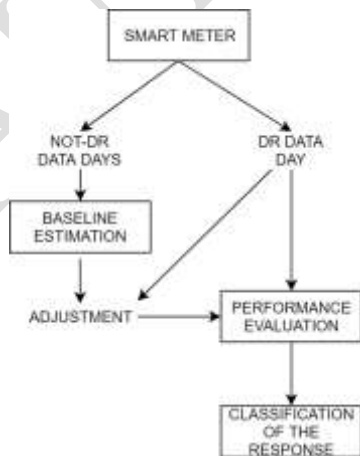 SMART METER
NOT-DR
DATA DAYS
DR DATA
DAY
BASELINE
ESTIMATION
ADJUSTMENT
PERFORMANCE
EVALUATION
CLASSIFICATION
OF THE
RESPONSE